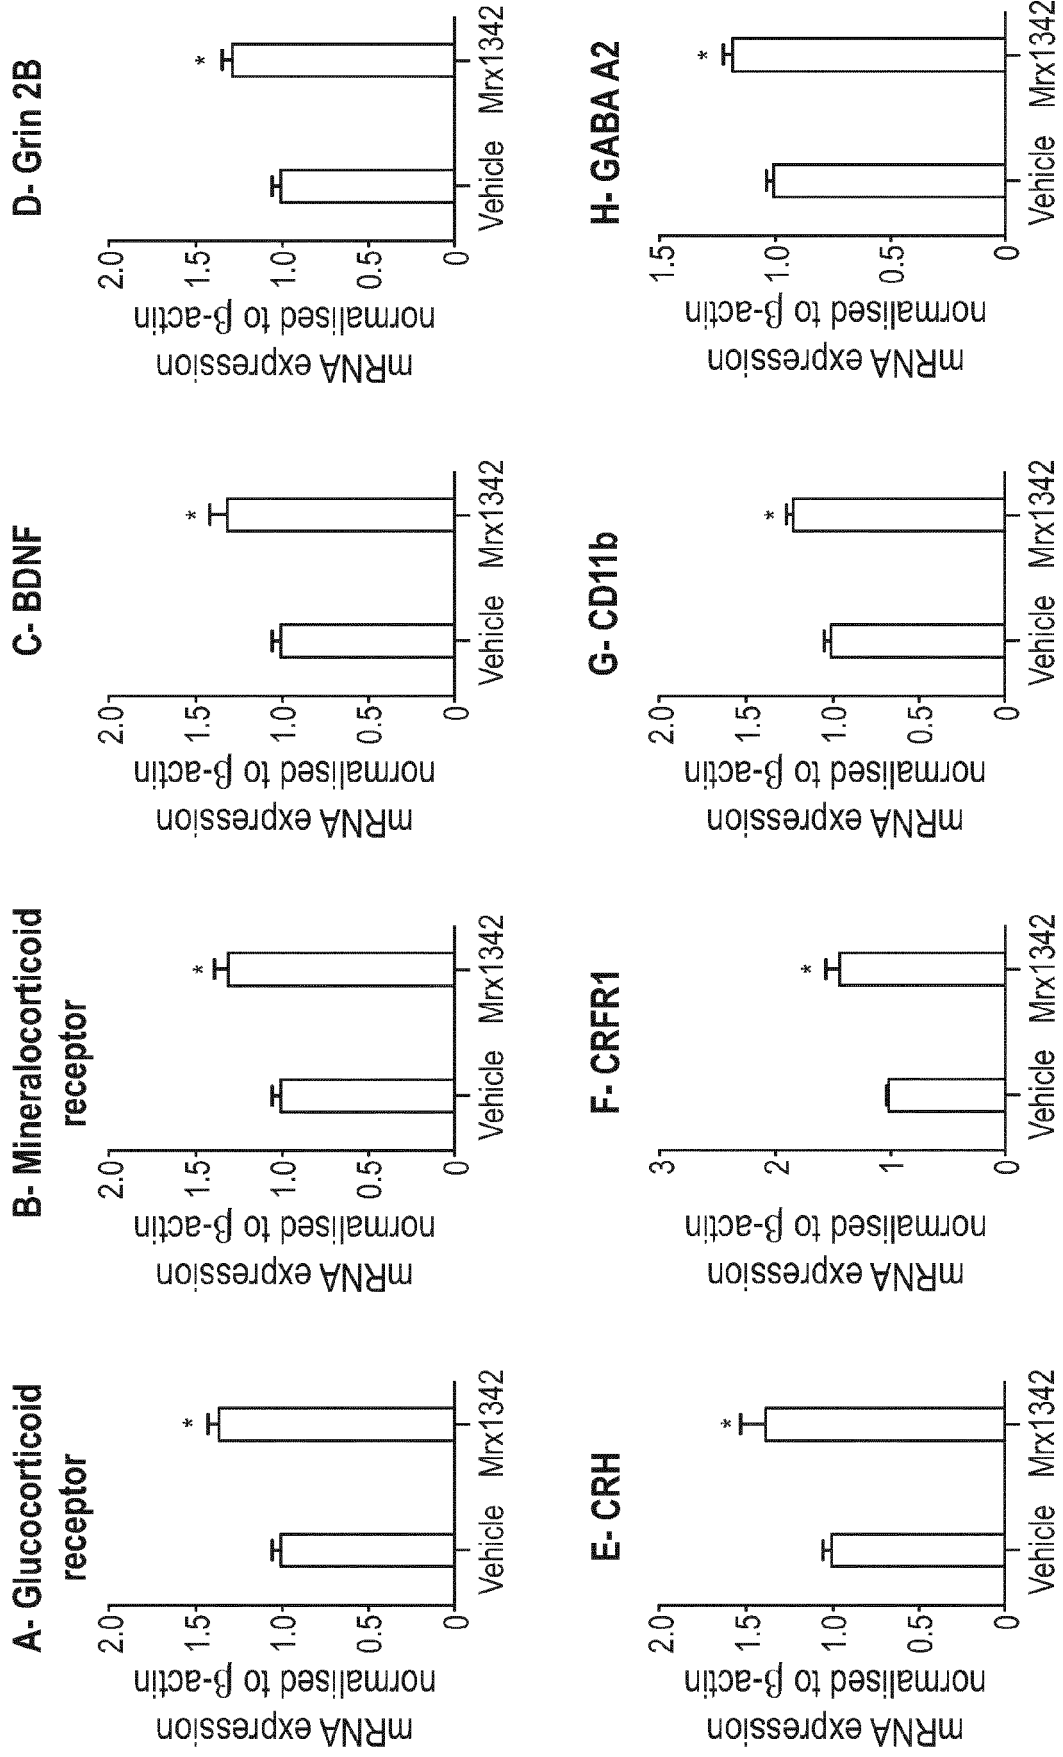 A- Glucocorticoid
receptor
mRNA expression
normalised to β-actin
2.0
1.5
1.0
0.5
0
*
Vehicle Mrx1342
B- Mineralocorticoid
receptor
mRNA expression
normalised to β-actin
2.0
1.5
1.0
0.5
0
*
Vehicle Mrx1342
C- BDNF
mRNA expression
normalised to β-actin
2.0
1.5
1.0
0.5
0
*
Vehicle Mrx1342
D- Grin 2B
mRNA expression
normalised to β-actin
2.0
1.5
1.0
0.5
0
*
Vehicle Mrx1342
E- CRH
mRNA expression
normalised to β-actin
2.0
1.5
1.0
0.5
0
*
Vehicle Mrx1342
F- CRFR1
mRNA expression
normalised to β-actin
3
2
1
0
*
Vehicle Mrx1342
G- CD11b
mRNA expression
normalised to β-actin
2.0
1.5
1.0
0.5
0
*
Vehicle Mrx1342
H- GABA A2
mRNA expression
normalised to β-actin
1.5
1.0
0.5
0
*
Vehicle Mrx1342